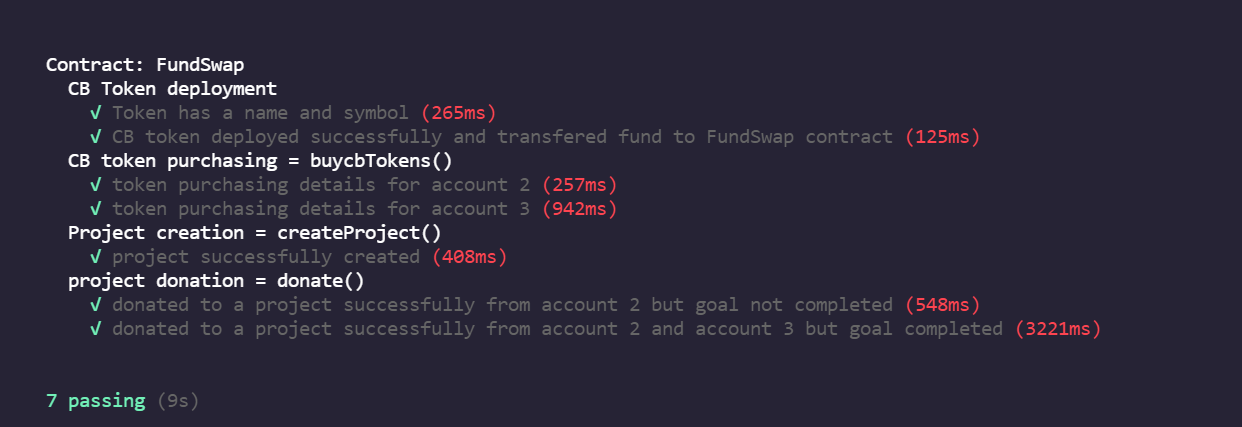 Contract: FundSwap
CB Token deployment
√ Token has a name and symbol (265ms)
√ CB token deployed successfully and transfered fund to FundSwap contract (125ms)
CB token purchasing = buycbTokens()
√ token purchasing details for account 2 (257ms)
√ token purchasing details for account 3 (942ms)
Project creation = createProject()
√ project successfully created (408ms)
project donation = donate()
√ donated to a project successfully from account 2 but goal not completed (548ms)
√ donated to a project successfully from account 2 and account 3 but goal completed (3221ms)
7 passing (9s)